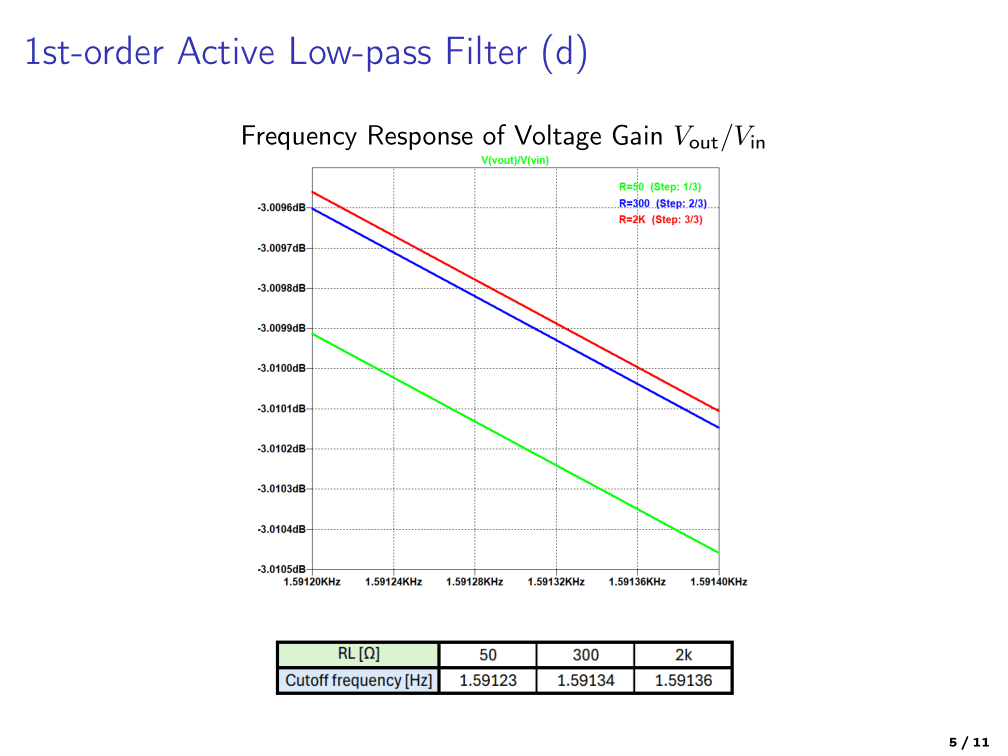 1st-order Active Low-pass Filter (d)
Frequency Response of Voltage Gain Vout/Vin
V(vout)/V(vin)
R=50 (Step: 1/3)
R=300 (Step: 2/3)
R=2K (Step: 3/3)
-3.0096dB
-3.0097dB
-3.0098dB
-3.0099dB
-3.0100dB
-3.0101dB
-3.0102dB
-3.0103dB
-3.0104dB
-3.0105dB
1.59120KHz 1.59124KHz 1.59128KHz 1.59132KHz 1.59136KHz 1.59140KHz
RL [Ω] 50 300 2k
Cutoff frequency [Hz] 1.59123 1.59134 1.59136
5 / 11